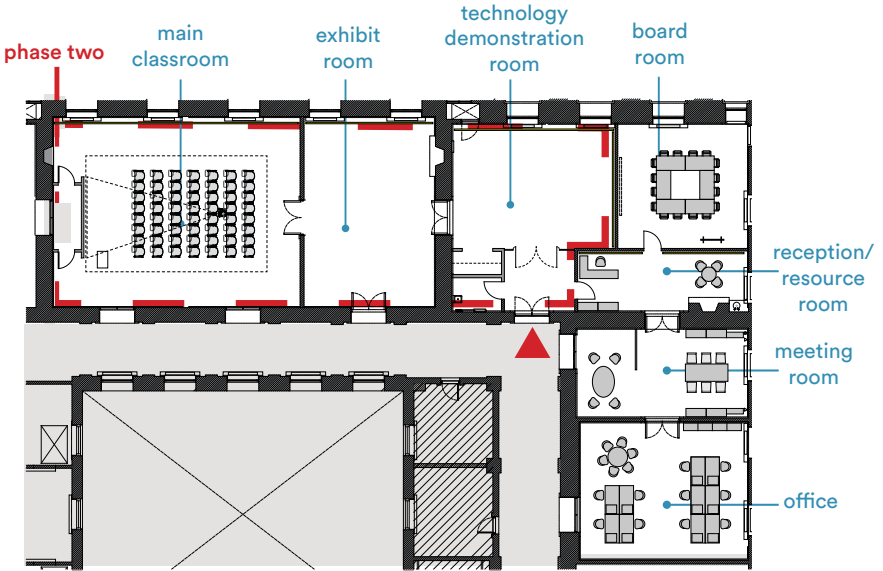 phase two
main
classroom
exhibit
room
technology
demonstration
room
board
room
reception/
resource
room
meeting
room
office